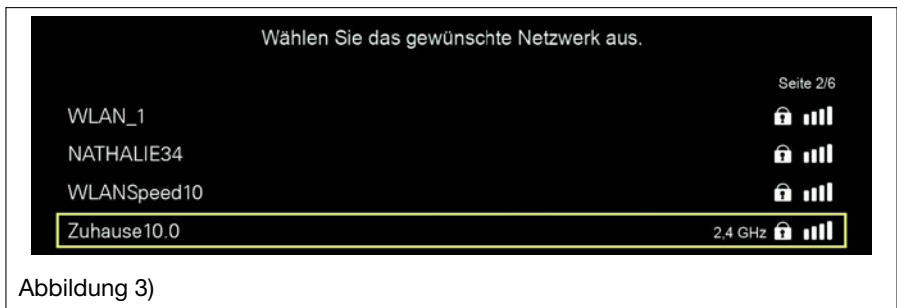 Wählen Sie das gewünschte Netzwerk aus.
Seite 2/6
WLAN_1
NATHALIE34
WLANSpeed10
Zuhause10.0 2,4 GHz
Abbildung 3)